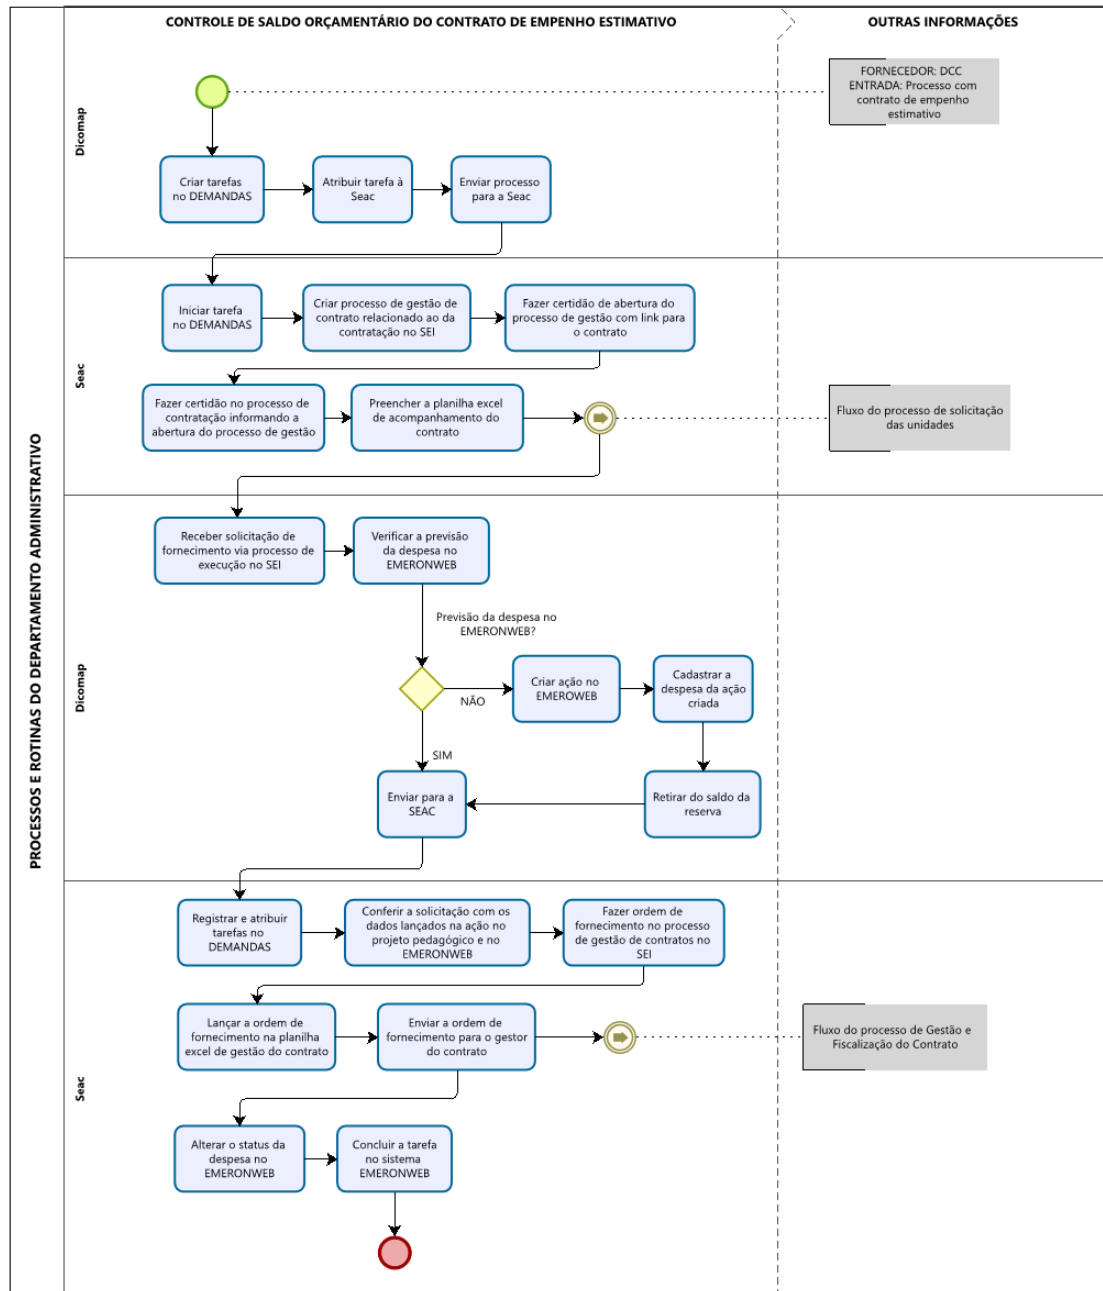 CONTROLE DE SALDO ORÇAMENTÁRIO DO CONTRATO DE EMPENHO ESTIMATIVO
OUTRAS INFORMAÇÕES
PROCESSOS E ROTINAS DO DEPARTAMENTO ADMINISTRATIVO
Dicomap
FORNECEDOR: DCC
ENTRADA: Processo com
contrato de empenho
estimativo
Criar tarefas
no DEMANDAS
Atribuir tarefa à
Seac
Enviar processo
para a Seac
Seac
Iniciar tarefa
no DEMANDAS
Criar processo de gestão de
contrato relacionado ao da
contratação no SEI
Fazer certidão de abertura do
processo de gestão com link para
o contrato
Fazer certidão no processo de
contratação informando a
abertura do processo de gestão
Preencher a planilha excel
de acompanhamento do
contrato
Fluxo do processo de solicitação
das unidades
Dicomap
Receber solicitação de
fornecimento via processo de
execução no SEI
Verificar a previsão
da despesa no
EMERONWEB
Previsão da despesa no
EMERONWEB?
NÃO
Criar ação no
EMEROWEB
Cadastrar a
despesa da ação
criada
SIM
Enviar para a
SEAC
Retirar do saldo da
reserva
Seac
Registrar e atribuir
tarefas no
DEMANDAS
Conferir a solicitação com os
dados lançados na ação no
projeto pedagógico e no
EMERONWEB
Fazer ordem de
fornecimento no processo
de gestão de contratos no
SEI
Lançar a ordem de
fornecimento na planilha
excel de gestão do contrato
Enviar a ordem de
fornecimento para o gestor
do contrato
Fluxo do processo de Gestão e
Fiscalização do Contrato
Alterar o status da
despesa no
EMERONWEB
Concluir a tarefa
no sistema
EMERONWEB